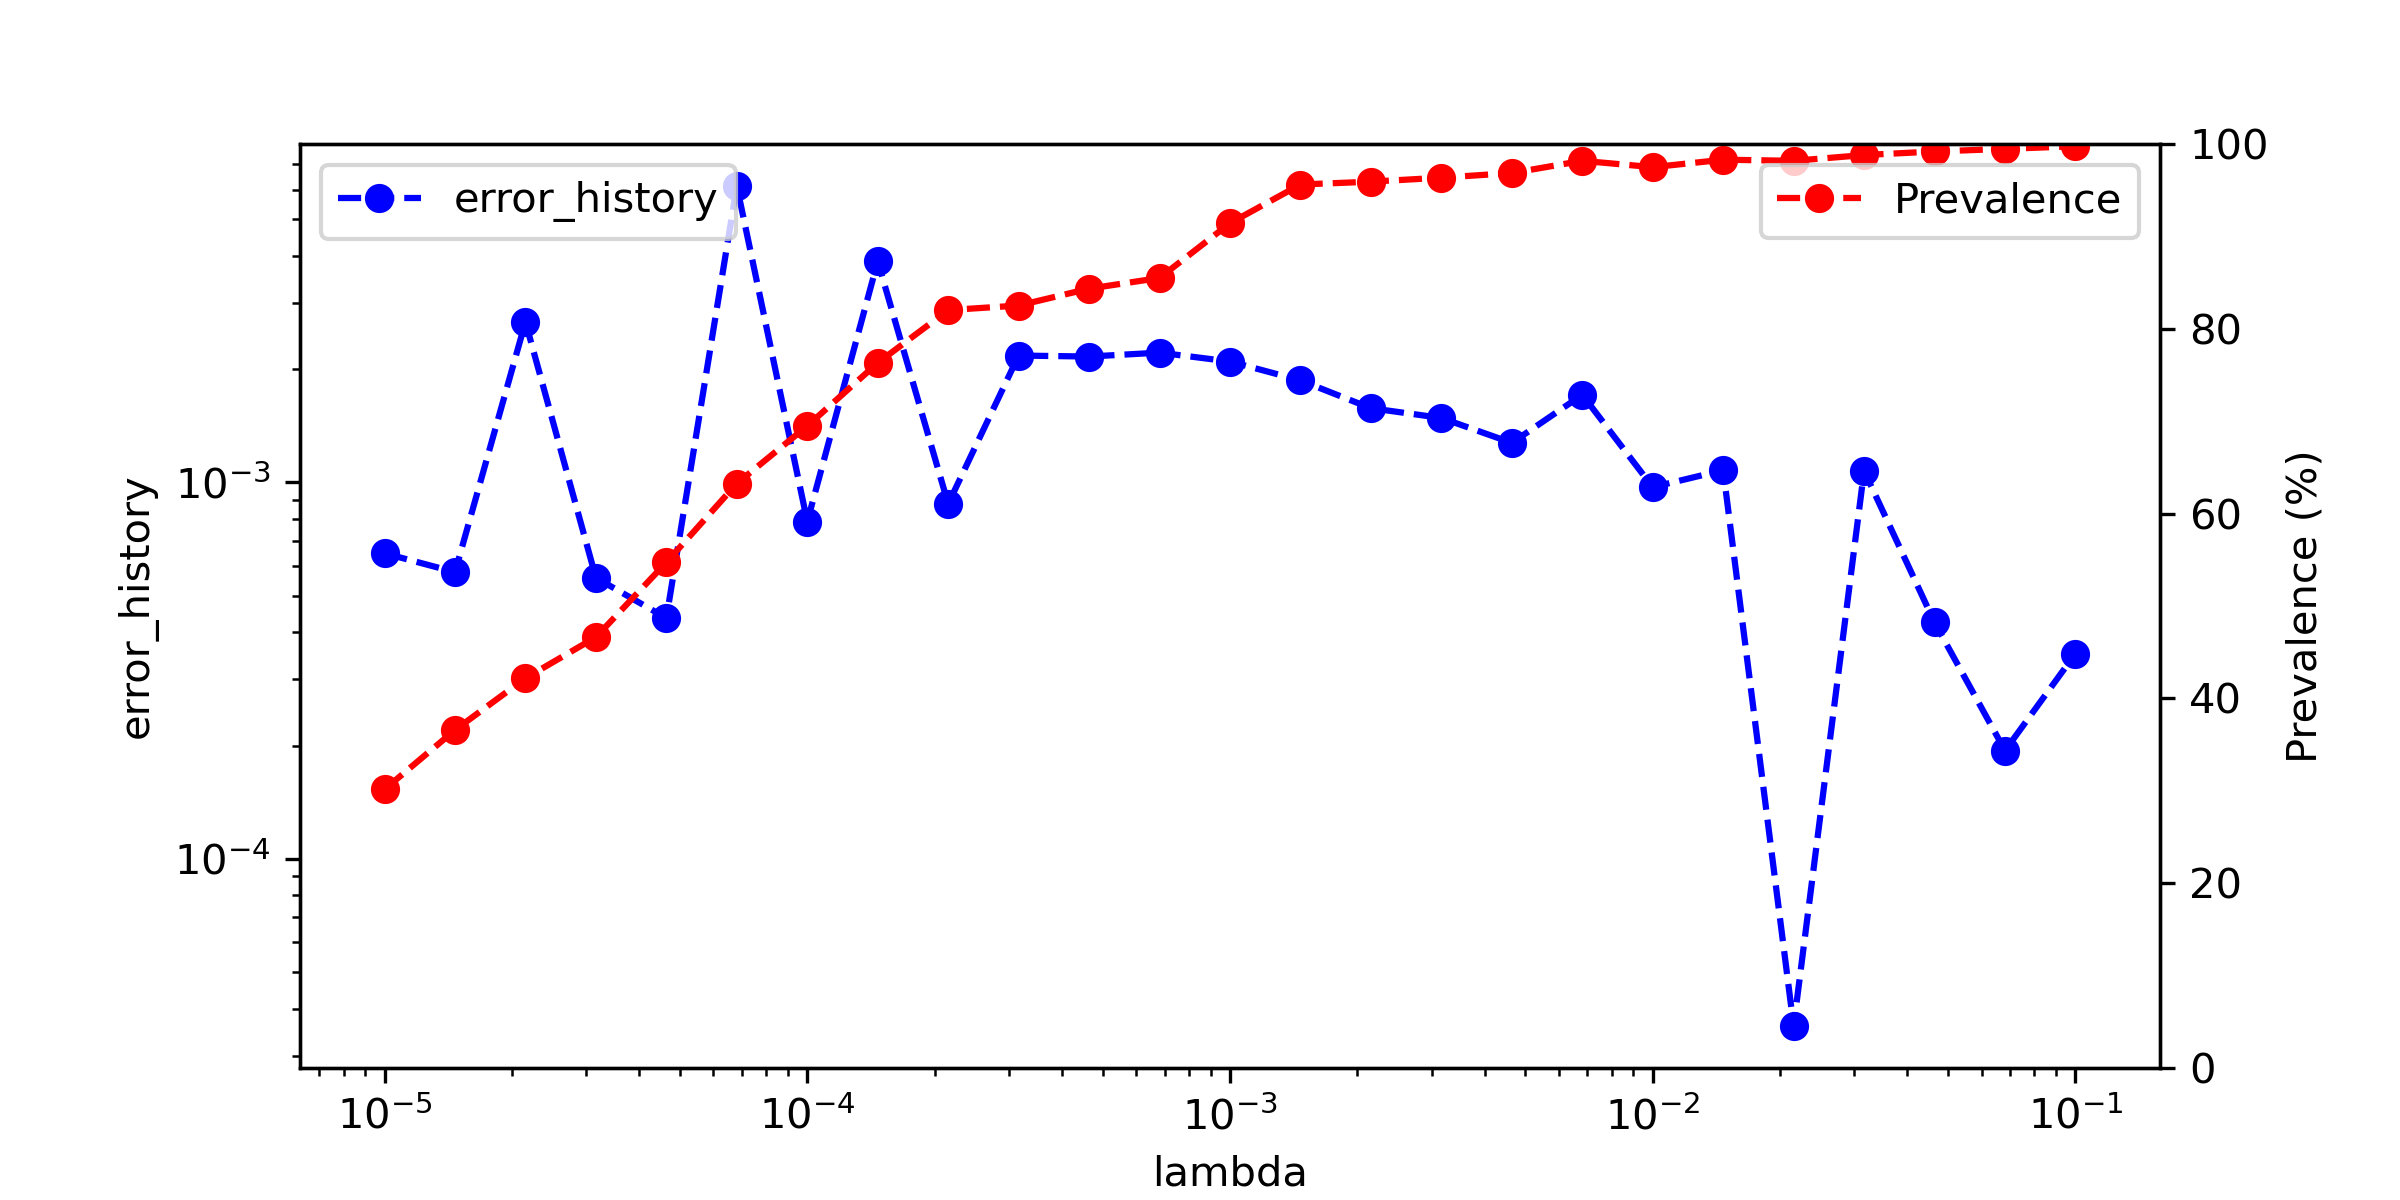 error_history
Prevalence
100
80
60
40
20
0
10⁻³
10⁻⁴
error_history
Prevalence (%)
10⁻⁵
10⁻⁴
10⁻³
10⁻²
10⁻¹
lambda